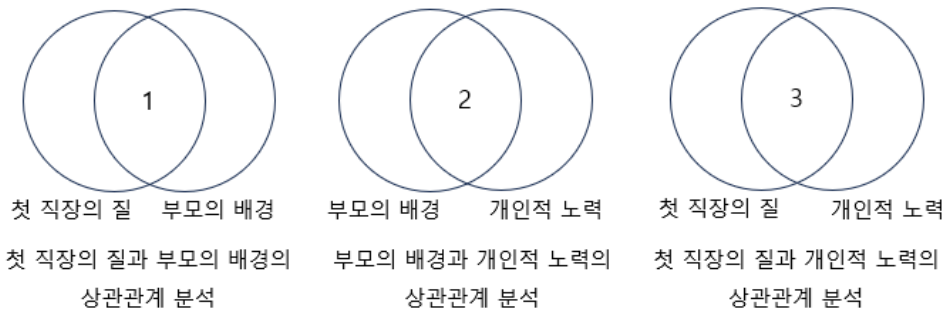 1
2
3
첫 직장의 질 부모의 배경
부모의 배경 개인적 노력
첫 직장의 질 개인적 노력
첫 직장의 질과 부모의 배경의
상관관계 분석
부모의 배경과 개인적 노력의
상관관계 분석
첫 직장의 질과 개인적 노력의
상관관계 분석